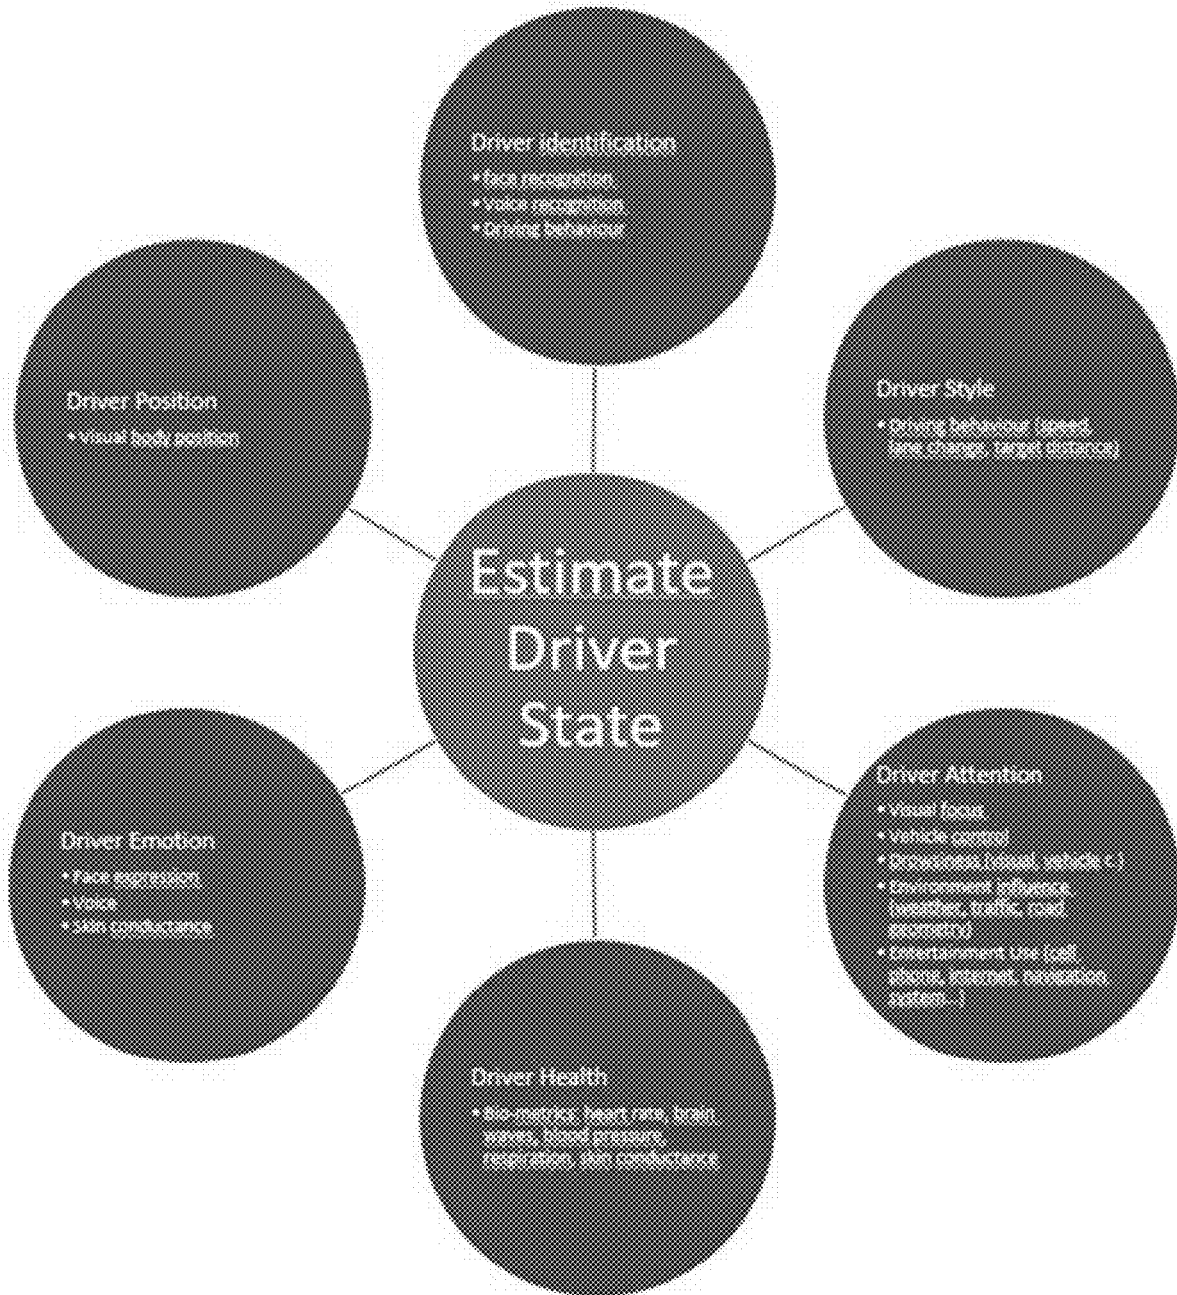 Driver identification
• face recognition
• Voice recognition
• Driving behaviour
Driver Position
• Visual body position
Driver Style
• Driving behaviour (speed,
lane change, target distance)
Estimate
Driver
State
Driver Emotion
• Face expression
• Voice
• Skin conductance
Driver Attention
• Visual focus
• Vehicle control
• Drowsiness (visual, vehicle c.)
• Environment influence
(weather, traffic, road
geometry)
• Entertainment Use (cell
phone, internet, navigation
system...)
Driver Health
• Bio-metrics: heart rate, brain
waves, blood pressure,
respiration, skin conductance